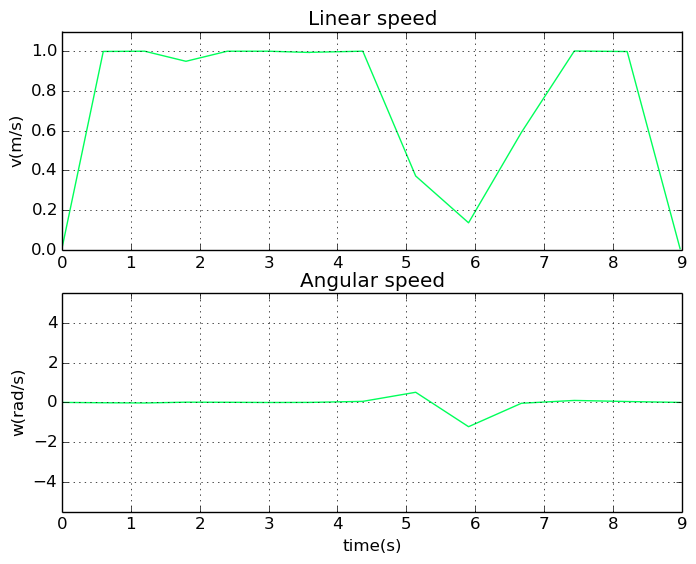 Linear speed
v(m/s)
1.0
0.8
0.6
0.4
0.2
0.0
0 1 2 3 4 5 6 7 8 9
Angular speed
w(rad/s)
4
2
0
−2
−4
0 1 2 3 4 5 6 7 8 9
time(s)